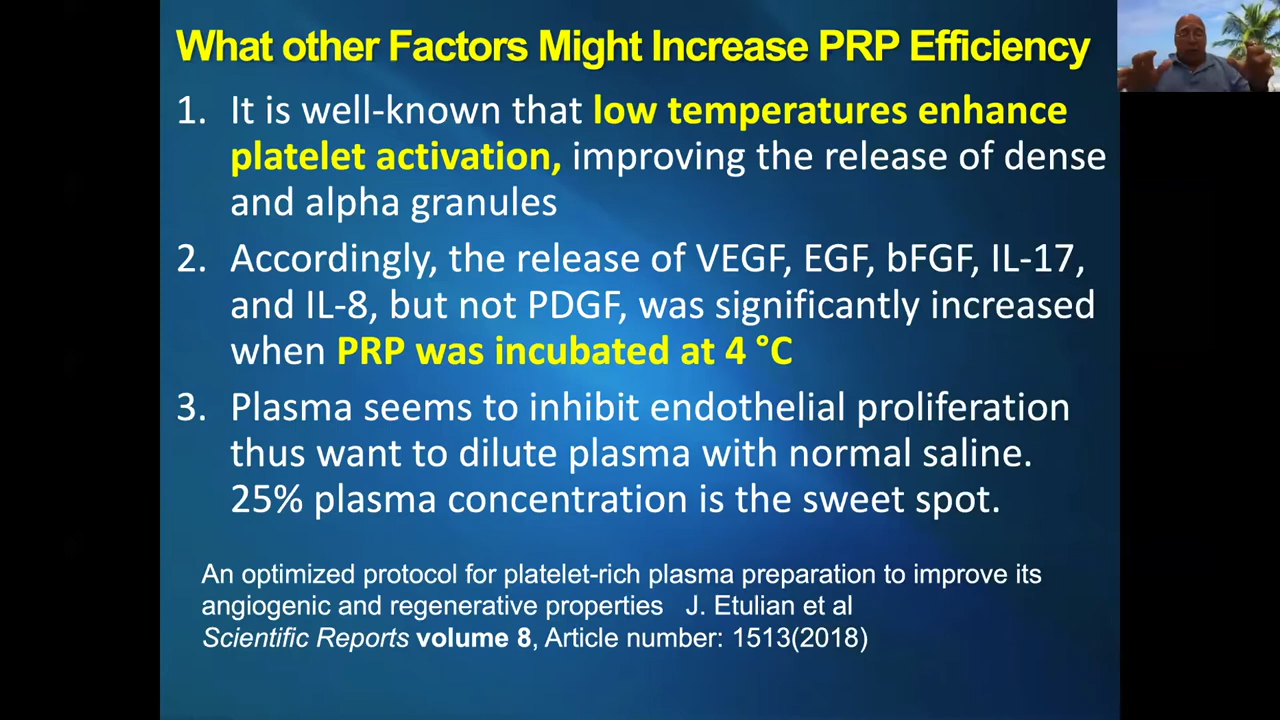 What other Factors Might Increase PRP Efficiency
1. It is well-known that low temperatures enhance
platelet activation, improving the release of dense
and alpha granules
2. Accordingly, the release of VEGF, EGF, bFGF, IL-17,
and IL-8, but not PDGF, was significantly increased
when PRP was incubated at 4 °C
3. Plasma seems to inhibit endothelial proliferation
thus want to dilute plasma with normal saline.
25% plasma concentration is the sweet spot.
An optimized protocol for platelet-rich plasma preparation to improve its
angiogenic and regenerative properties J. Etulian et al
Scientific Reports volume 8, Article number: 1513(2018)